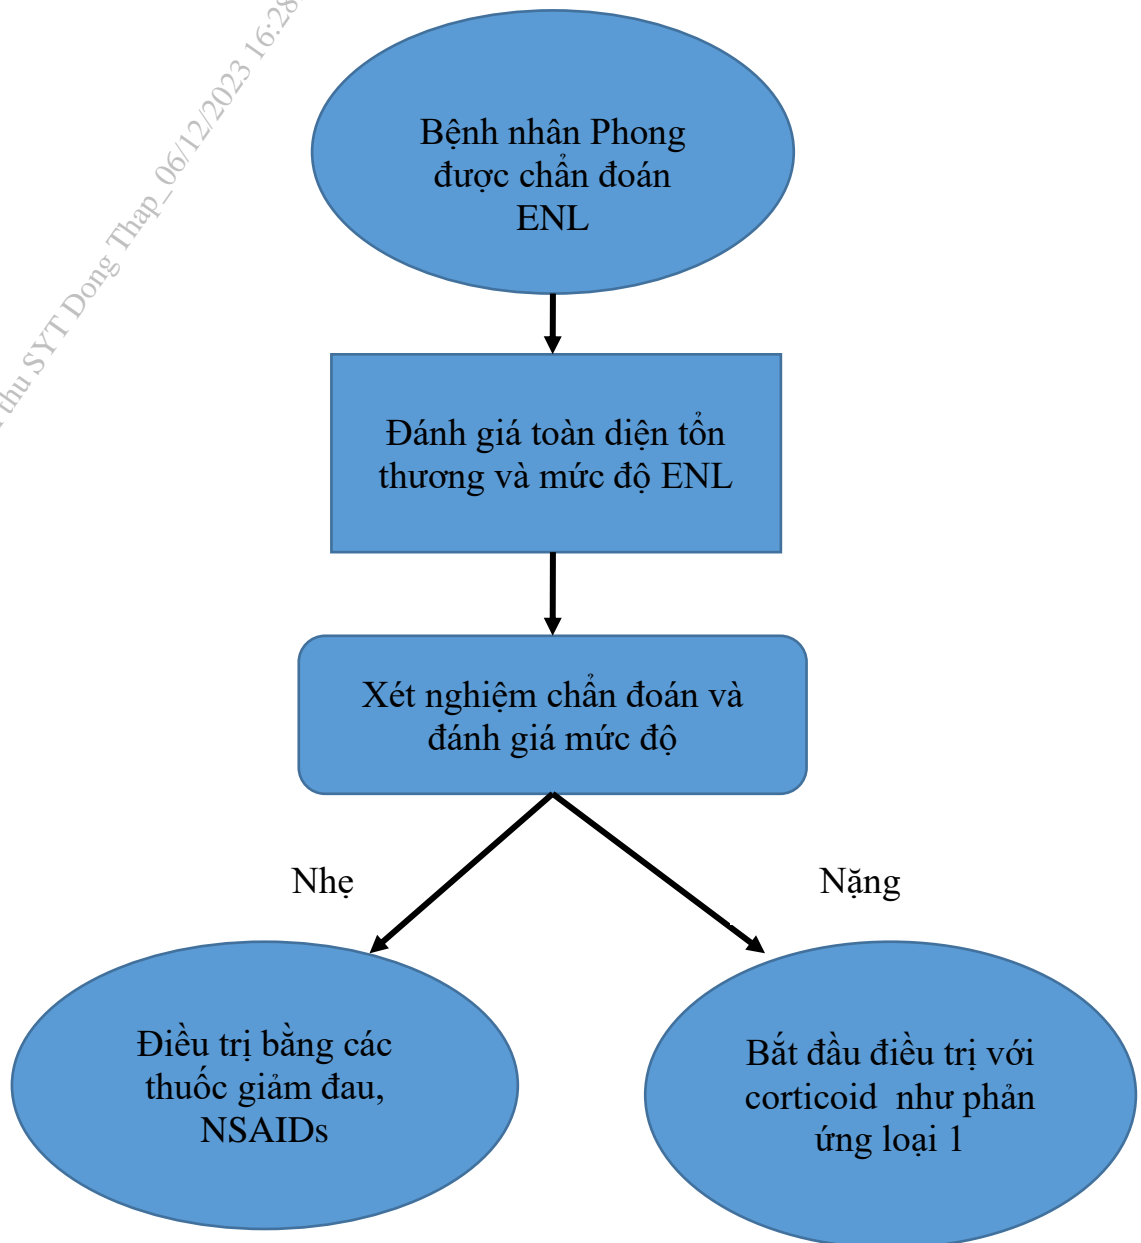 thu SYT Dong Thap_06/12/2023 16:28
Bệnh nhân Phong
được chẩn đoán
ENL
Đánh giá toàn diện tổn
thương và mức độ ENL
Xét nghiệm chẩn đoán và
đánh giá mức độ
Nhẹ
Nặng
Điều trị bằng các
thuốc giảm đau,
NSAIDs
Bắt đầu điều trị với
corticoid như phản
ứng loại 1